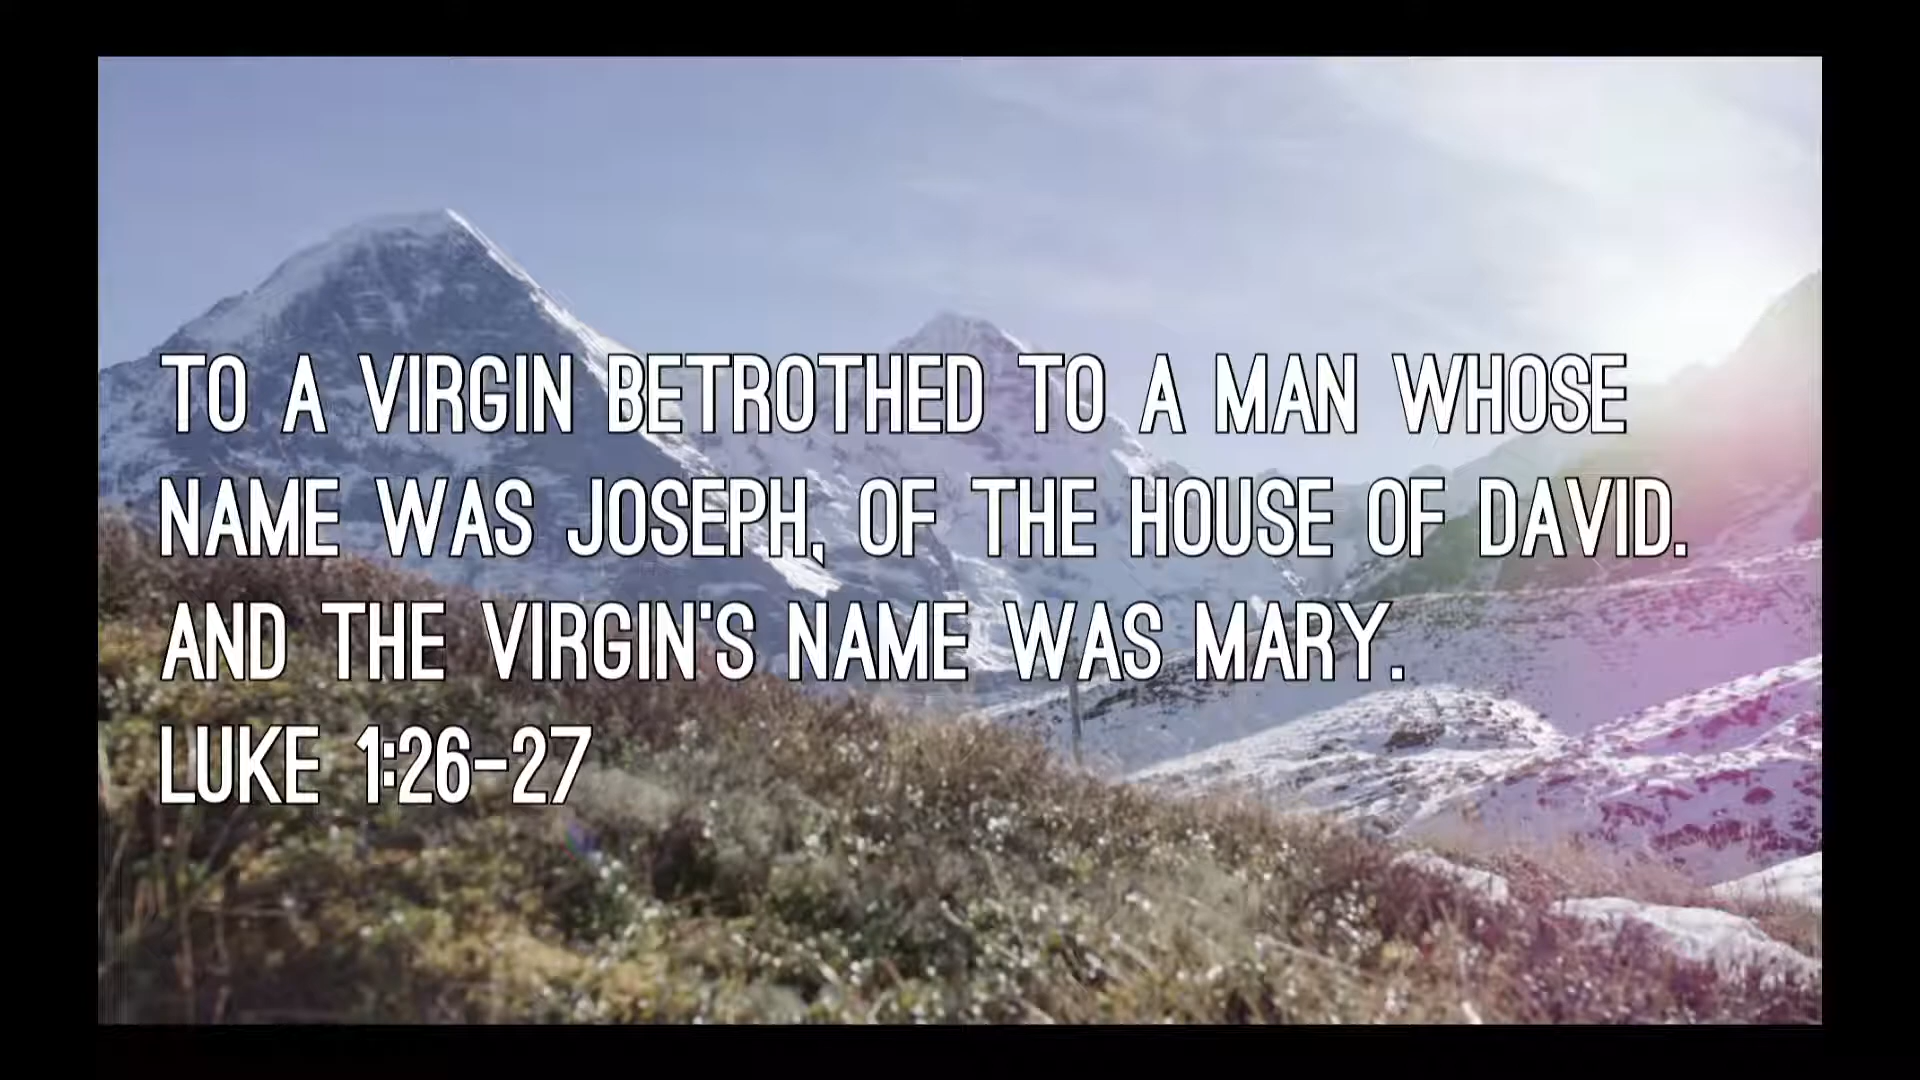 TO A VIRGIN BETROTHED TO A MAN WHOSE
NAME WAS JOSEPH, OF THE HOUSE OF DAVID.
AND THE VIRGIN'S NAME WAS MARY.
LUKE 1:26-27